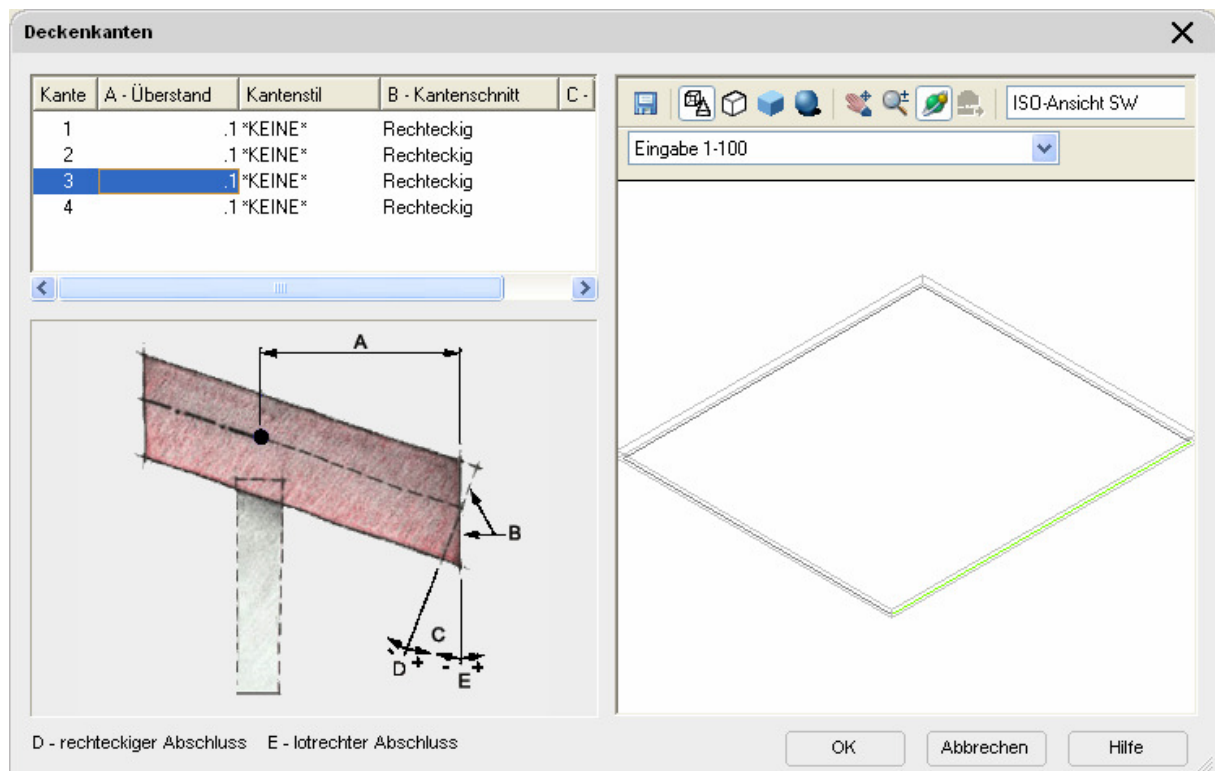 Deckenkanten
Kante A - Überstand Kantenstil B - Kantenschnitt C -
1 .1 *KEINE* Rechteckig
2 .1 *KEINE* Rechteckig
3 .1 *KEINE* Rechteckig
4 .1 *KEINE* Rechteckig
ISO-Ansicht SW
Eingabe 1-100
A
B
C
- + - +
D E
D - rechteckiger Abschluss E - lotrechter Abschluss
OK Abbrechen Hilfe